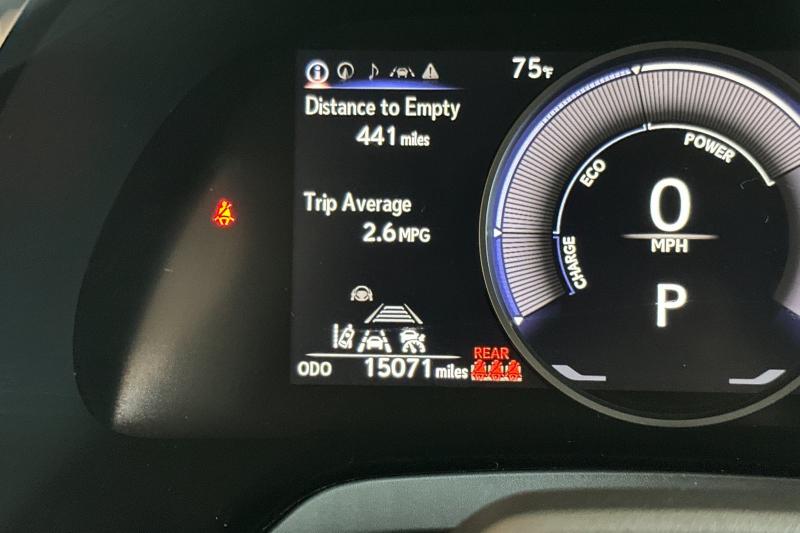 75°F
Distance to Empty
441 miles
Trip Average
2.6 MPG
ECO
POWER
CHARGE
0
MPH
P
REAR
ODO 15071 miles